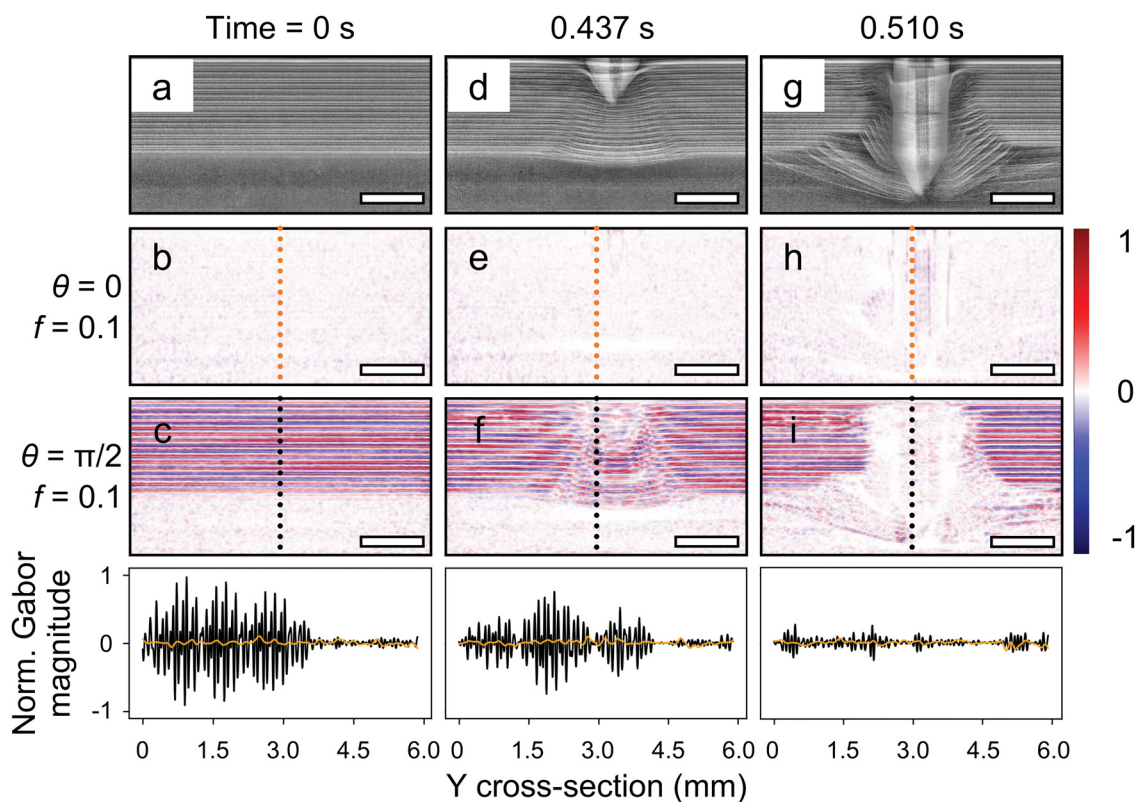 Time = 0 s 0.437 s 0.510 s
a d g
b e h
θ = 0
f = 0.1
1
0
-1
c f i
θ = π/2
f = 0.1
Norm. Gabor
magnitude
1
0
-1
0 1.5 3.0 4.5 6.0 0 1.5 3.0 4.5 6.0 0 1.5 3.0 4.5 6.0
Y cross-section (mm)